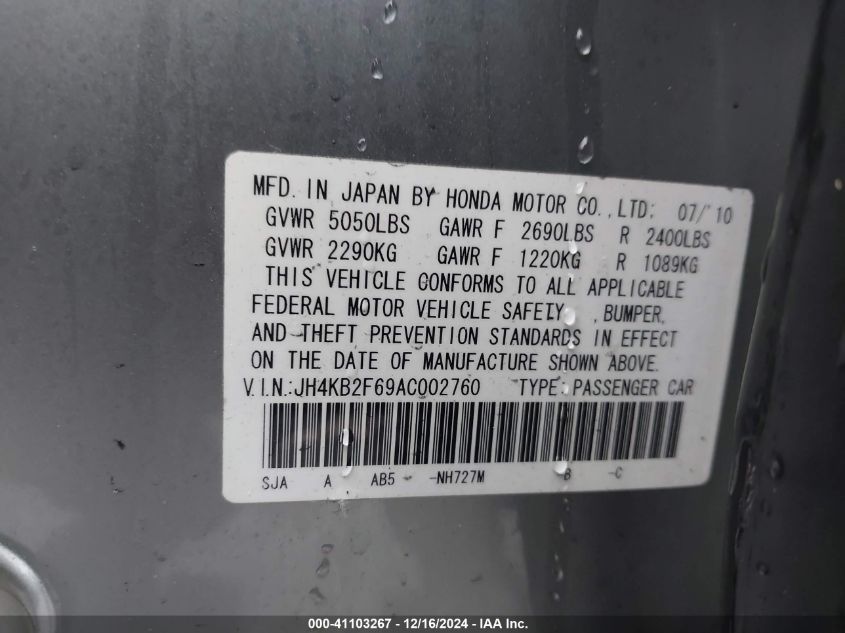 MFD. IN JAPAN BY HONDA MOTOR CO., LTD; 07/'10
GVWR 5050LBS GAWR F 2690LBS R 2400LBS
GVWR 2290KG GAWR F 1220KG R 1089KG
THIS VEHICLE CONFORMS TO ALL APPLICABLE
FEDERAL MOTOR VEHICLE SAFETY, BUMPER,
AND THEFT PREVENTION STANDARDS IN EFFECT
ON THE DATE OF MANUFACTURE SHOWN ABOVE.
V.I.N.:JH4KB2F69AC002760 TYPE: PASSENGER CAR
SJA A AB5 -NH727M -B -C
000-41103267 - 12/16/2024 - IAA Inc.